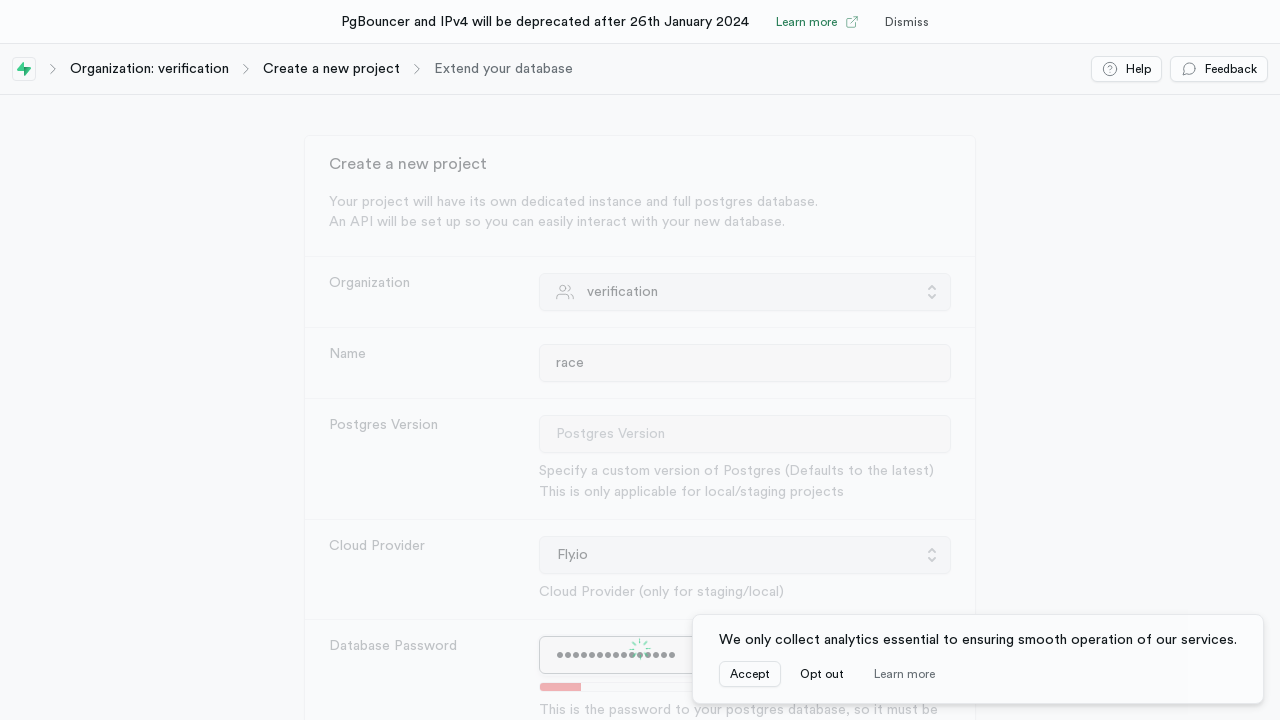 PgBouncer and IPv4 will be deprecated after 26th January 2024 Learn more Dismiss
Organization: verification Create a new project Extend your database Help Feedback
Create a new project
Your project will have its own dedicated instance and full postgres database.
An API will be set up so you can easily interact with your new database.
Organization verification
Name race
Postgres Version Postgres Version
Specify a custom version of Postgres (Defaults to the latest)
This is only applicable for local/staging projects
Cloud Provider Fly.io
Cloud Provider (only for staging/local)
Database Password •••••••••••••••
This is the password to your postgres database, so it must be
We only collect analytics essential to ensuring smooth operation of our services.
Accept Opt out Learn more